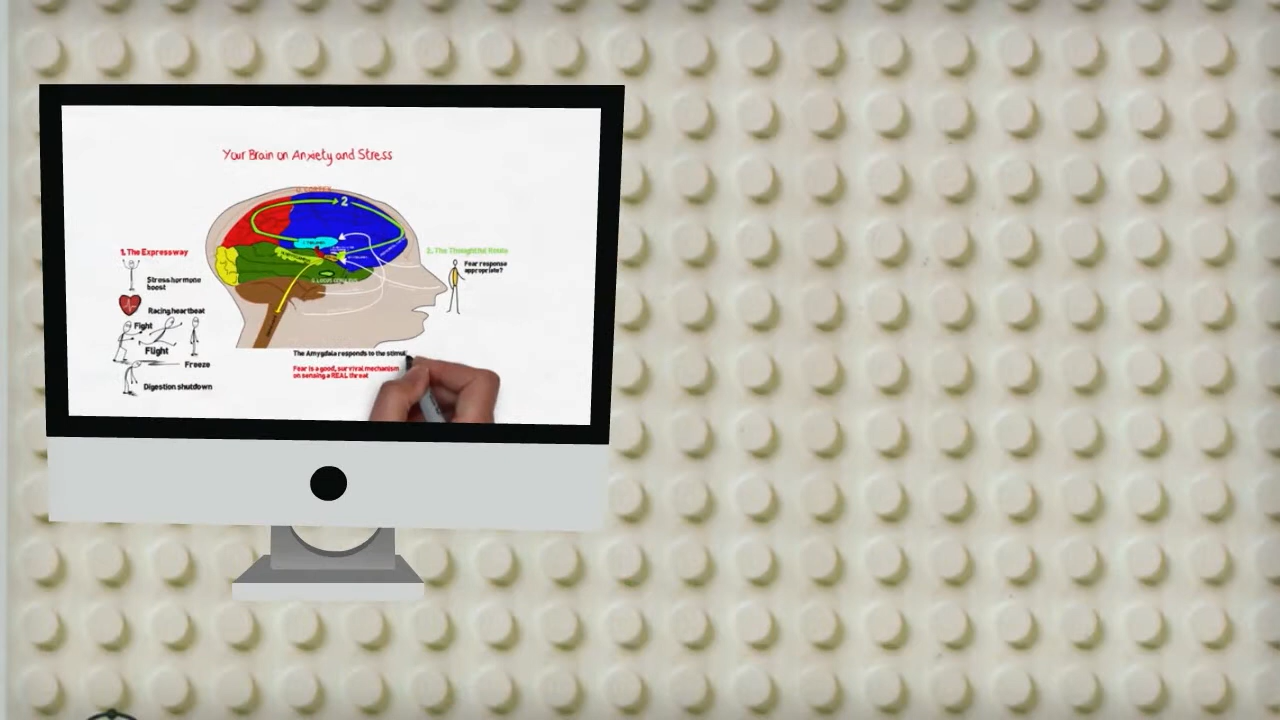 Your Brain on Anxiety and Stress
2
1. The Expressway
Stress hormone
boost
Racing heartbeat
Fight
Flight
Freeze
Digestion shutdown
2. The Thoughtful Route
Fear response
appropriate?
The Amygdala responds to the stimul
Fear is a good, survival mechanism
on sensing a REAL threat